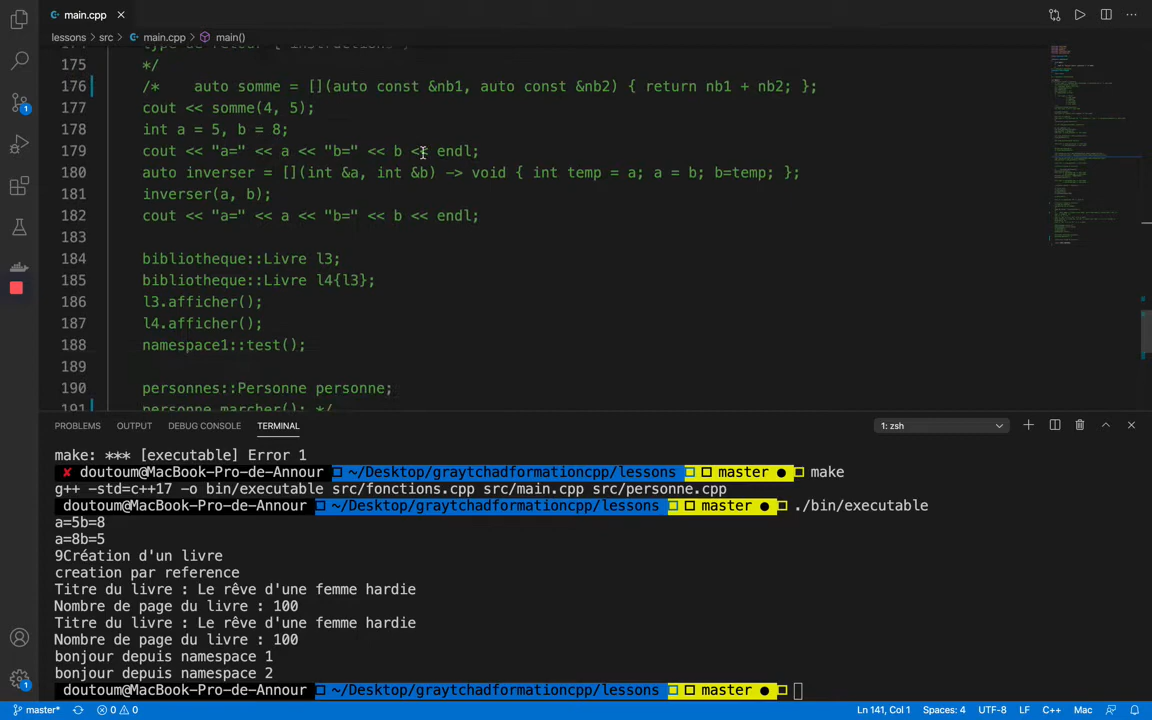 main.cpp
lessons src main.cpp main()
175 */
176 /* auto somme = [](auto const &nb1, auto const &nb2) { return nb1 + nb2; };
177 cout << somme(4, 5);
178 int a = 5, b = 8;
179 cout << "a=" << a << "b=" << b << endl;
180 auto inverser = [](int &a, int &b) -> void { int temp = a; a = b; b=temp; };
181 inverser(a, b);
182 cout << "a=" << a << "b=" << b << endl;
183
184 bibliotheque::Livre l3;
185 bibliotheque::Livre l4{l3};
186 l3.afficher();
187 l4.afficher();
188 namespace1::test();
189
190 personnes::Personne personne;
191 personne.marcher(); */
PROBLEMS OUTPUT DEBUG CONSOLE TERMINAL 1: zsh
make: *** [executable] Error 1
✘ doutoum@MacBook-Pro-de-Annour ~/Desktop/graytchadformationcpp/lessons master ● make
g++ -std=c++17 -o bin/executable src/fonctions.cpp src/main.cpp src/personne.cpp
doutoum@MacBook-Pro-de-Annour ~/Desktop/graytchadformationcpp/lessons master ● ./bin/executable
a=5b=8
a=8b=5
9Création d'un livre
creation par reference
Titre du livre : Le rêve d'une femme hardie
Nombre de page du livre : 100
Titre du livre : Le rêve d'une femme hardie
Nombre de page du livre : 100
bonjour depuis namespace 1
bonjour depuis namespace 2
doutoum@MacBook-Pro-de-Annour ~/Desktop/graytchadformationcpp/lessons master ●
1
1
master* 0 0 Ln 141, Col 1 Spaces: 4 UTF-8 LF C++ Mac